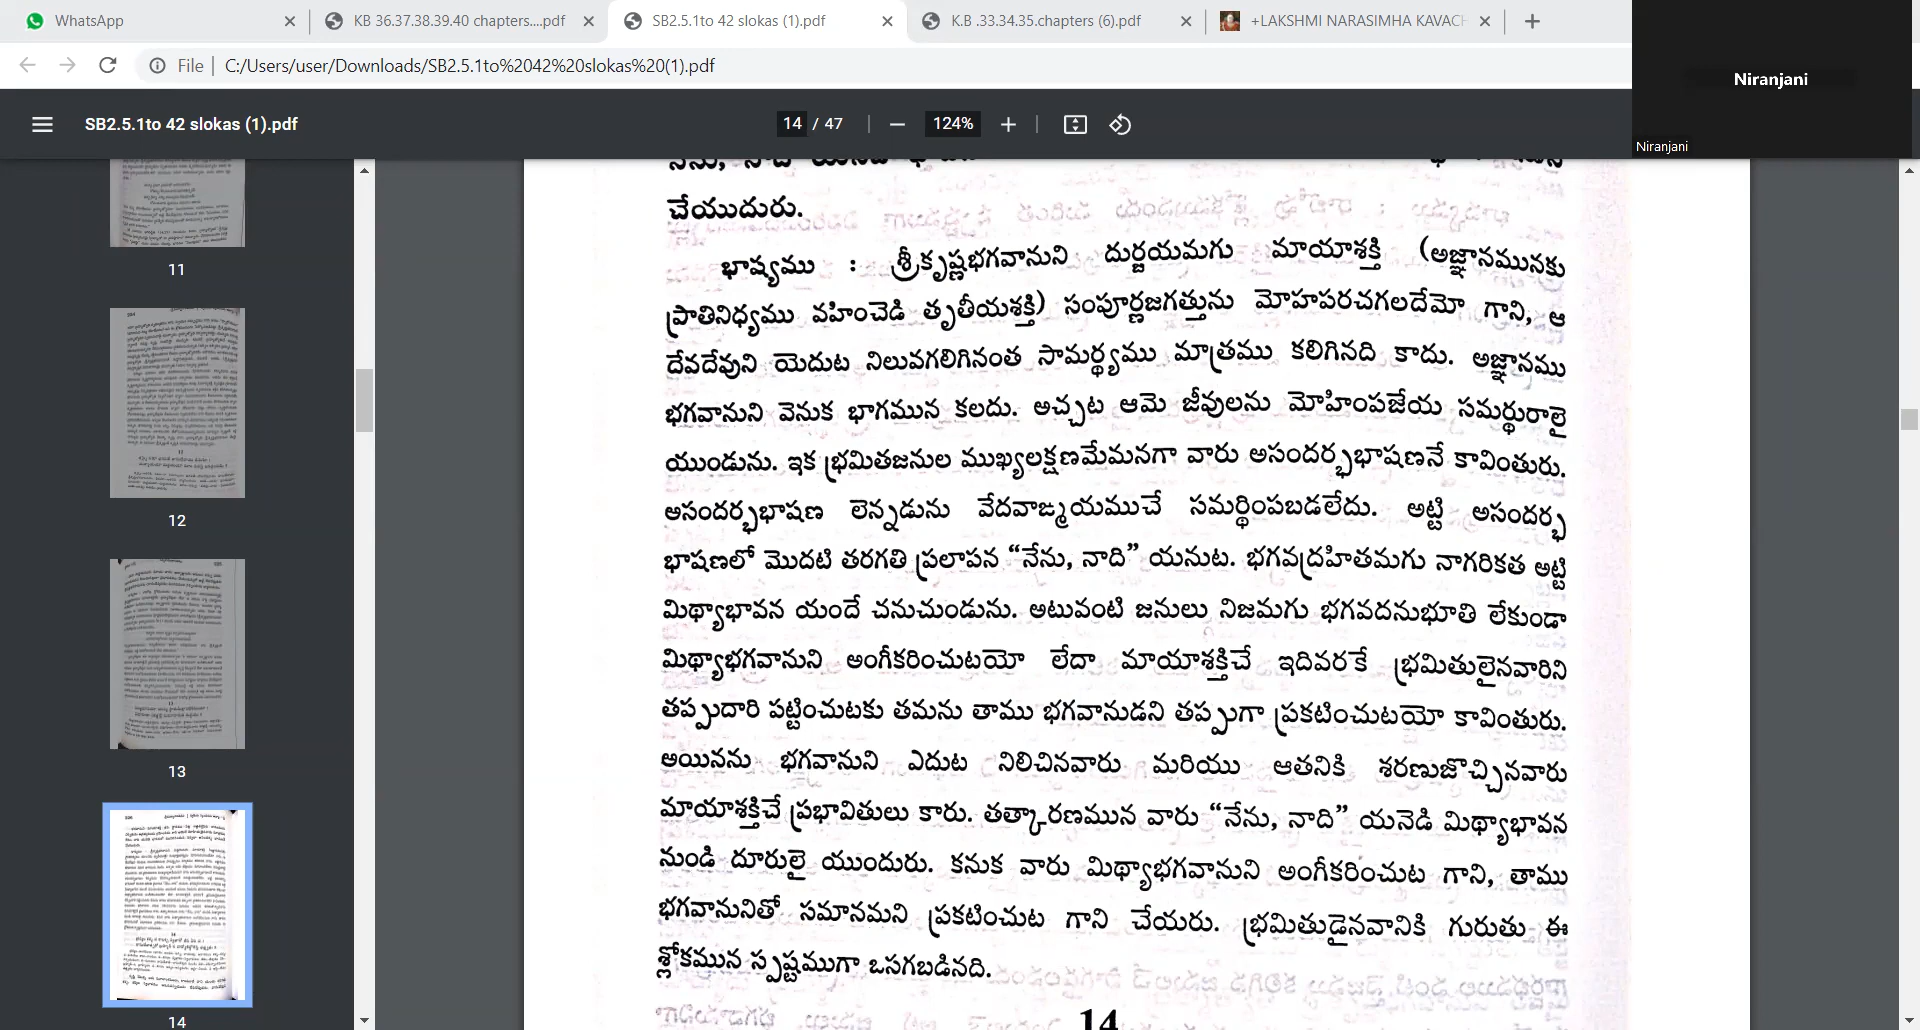 WhatsApp
KB 36.37.38.39.40 chapters....pdf
SB2.5.1to 42 slokas (1).pdf
K.B .33.34.35.chapters (6).pdf
+LAKSHMI NARASIMHA KAVACH
File
C:/Users/user/Downloads/SB2.5.1to%2042%20slokas%20(1).pdf
Niranjani
Niranjani
SB2.5.1to 42 slokas (1).pdf
14 / 47
124%
11
12
13
14
చేయుదురు.
భాష్యము : శ్రీకృష్ణభగవానుని దుర్జయమగు మాయాశక్తి (అజ్ఞానమునకు
ప్రాతినిధ్యము వహించెడి తృతీయశక్తి) సంపూర్ణజగత్తును మోహపరచగలదేమో గాని, ఆ
దేవదేవుని యెదుట నిలువగలిగినంత సామర్థ్యము మాత్రము కలిగినది కాదు. అజ్ఞానము
భగవానుని వెనుక భాగమున కలదు. అచ్చట ఆమె జీవులను మోహింపజేయ సమర్థురాలై
యుండును. ఇక భ్రమితజనుల ముఖ్యలక్షణమేమనగా వారు అసందర్భభాషణనే కావింతురు.
అసందర్భభాషణ లెన్నడును వేదవాఙ్మయముచే సమర్థింపబడలేదు. అట్టి అసందర్భ
భాషణలో మొదటి తరగతి ప్రలాపన “నేను, నాది” యనుట. భగవద్రహితమగు నాగరికత అట్టి
మిథ్యాభావన యందే చనుచుండును. అటువంటి జనులు నిజమగు భగవదనుభూతి లేకుండా
మిథ్యాభగవానుని అంగీకరించుటయో లేదా మాయాశక్తిచే ఇదివరకే భ్రమితులైనవారిని
తప్పుదారి పట్టించుటకు తమను తాము భగవానుడని తప్పుగా ప్రకటించుటయో కావింతురు.
అయినను భగవానుని ఎదుట నిలిచినవారు మరియు ఆతనికి శరణుజొచ్చినవారు
మాయాశక్తిచే ప్రభావితులు కారు. తత్కారణమున వారు “నేను, నాది” యనెడి మిథ్యాభావన
నుండి దూరులై యుందురు. కనుక వారు మిథ్యాభగవానుని అంగీకరించుట గాని, తాము
భగవానునితో సమానమని ప్రకటించుట గాని చేయరు. భ్రమితుడైనవానికి గురుతు ఈ
శ్లోకమున స్పష్టముగా ఒసగబడినది.
14